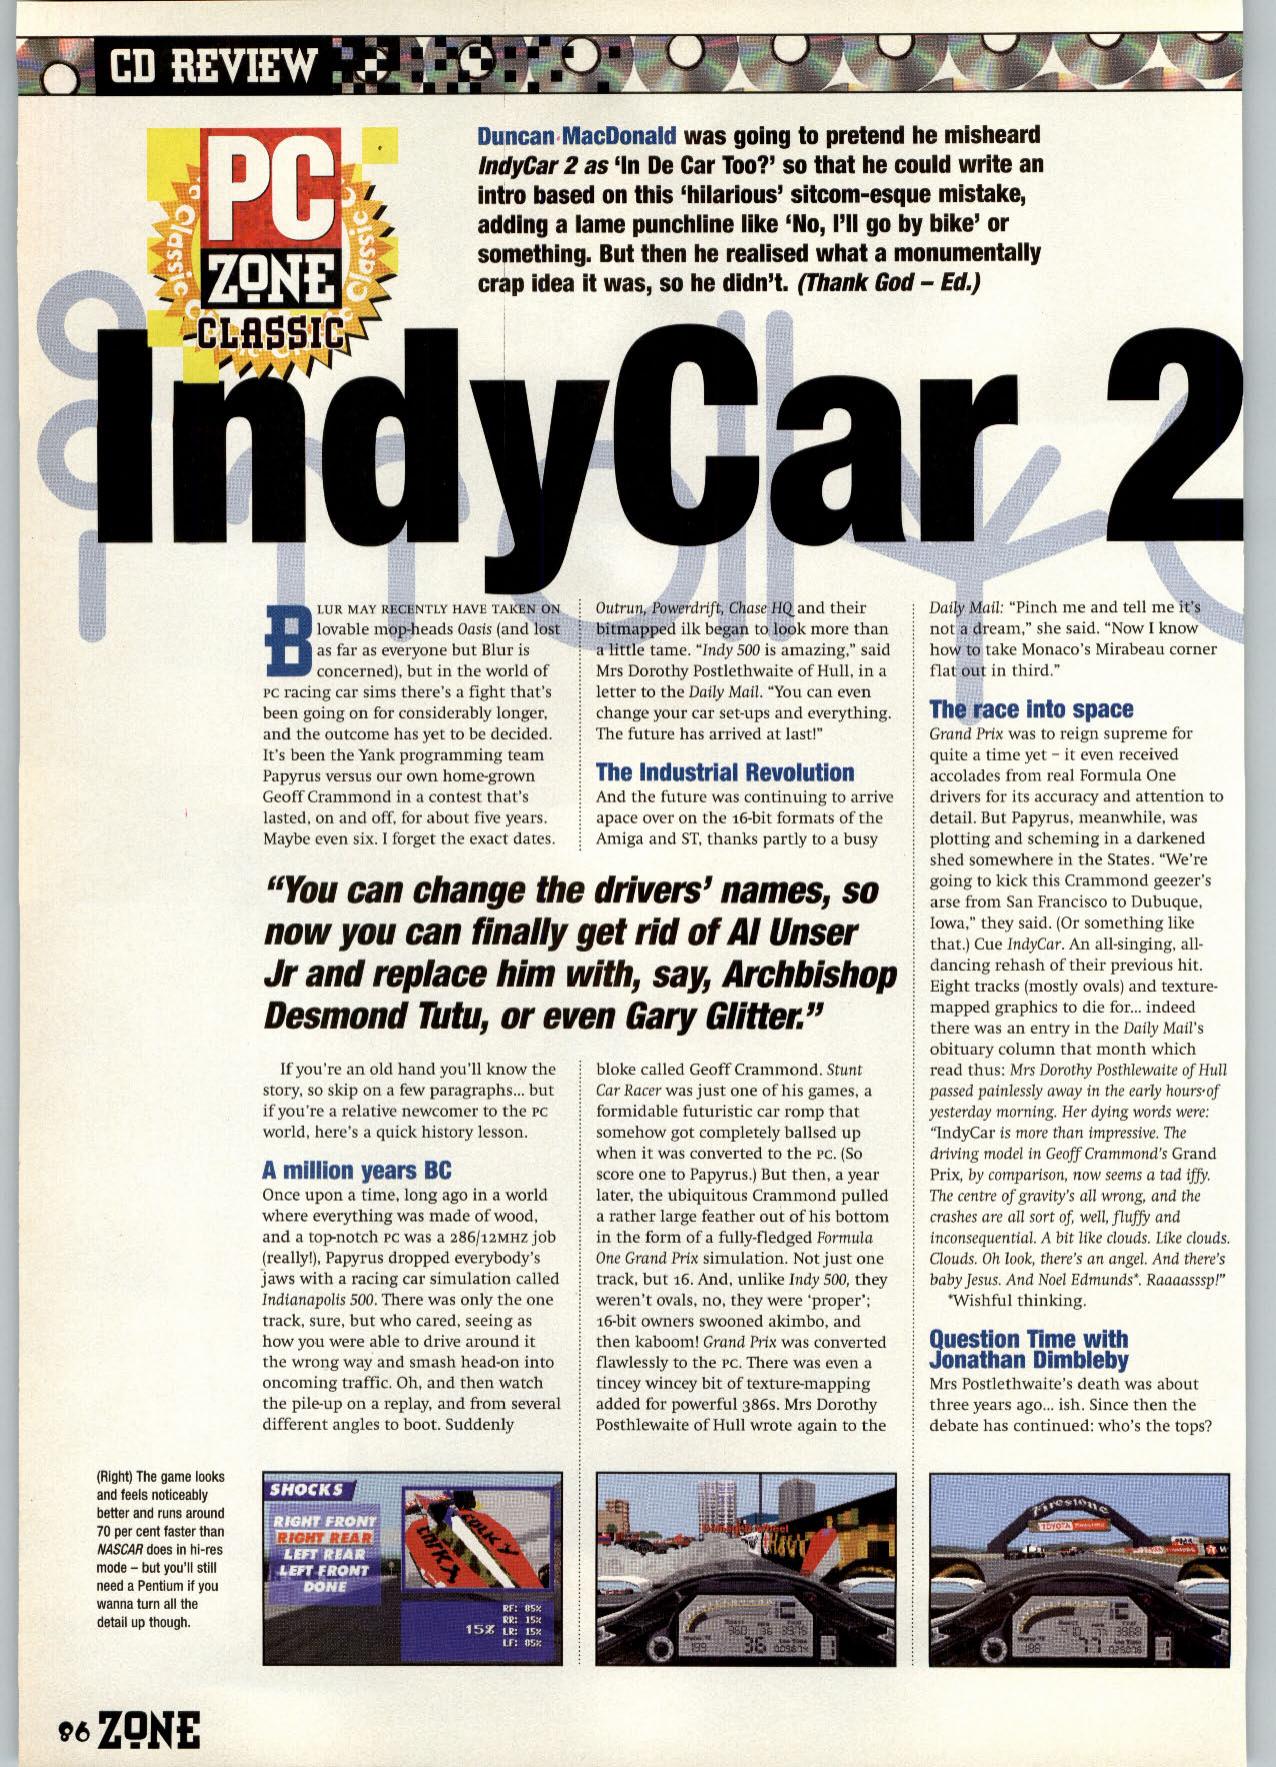 CD REVIEW
PC
ZONE
CLASSIC
Classic
Classic
Duncan MacDonald was going to pretend he misheard
IndyCar 2 as ‘In De Car Too?’ so that he could write an
intro based on this ‘hilarious’ sitcom-esque mistake,
adding a lame punchline like ‘No, I’ll go by bike’ or
something. But then he realised what a monumentally
crap idea it was, so he didn’t. (Thank God – Ed.)
IndyCar 2
BLUR MAY RECENTLY HAVE TAKEN ON
lovable mop-heads Oasis (and lost
as far as everyone but Blur is
concerned), but in the world of
PC racing car sims there’s a fight that’s
been going on for considerably longer,
and the outcome has yet to be decided.
It’s been the Yank programming team
Papyrus versus our own home-grown
Geoff Crammond in a contest that’s
lasted, on and off, for about five years.
Maybe even six. I forget the exact dates.
“You can change the drivers’ names, so
now you can finally get rid of Al Unser
Jr and replace him with, say, Archbishop
Desmond Tutu, or even Gary Glitter.”
If you’re an old hand you’ll know the
story, so skip on a few paragraphs... but
if you’re a relative newcomer to the PC
world, here’s a quick history lesson.
A million years BC
Once upon a time, long ago in a world
where everything was made of wood,
and a top-notch PC was a 286/12MHZ job
(really!), Papyrus dropped everybody’s
jaws with a racing car simulation called
Indianapolis 500. There was only the one
track, sure, but who cared, seeing as
how you were able to drive around it
the wrong way and smash head-on into
oncoming traffic. Oh, and then watch
the pile-up on a replay, and from several
different angles to boot. Suddenly
Outrun, Powerdrift, Chase HQ and their
bitmapped ilk began to look more than
a little tame. “Indy 500 is amazing,” said
Mrs Dorothy Postlethwaite of Hull, in a
letter to the Daily Mail. “You can even
change your car set-ups and everything.
The future has arrived at last!”
The Industrial Revolution
And the future was continuing to arrive
apace over on the 16-bit formats of the
Amiga and ST, thanks partly to a busy
bloke called Geoff Crammond. Stunt
Car Racer was just one of his games, a
formidable futuristic car romp that
somehow got completely ballsed up
when it was converted to the PC. (So
score one to Papyrus.) But then, a year
later, the ubiquitous Crammond pulled
a rather large feather out of his bottom
in the form of a fully-fledged Formula
One Grand Prix simulation. Not just one
track, but 16. And, unlike Indy 500, they
weren’t ovals, no, they were ‘proper’;
16-bit owners swooned akimbo, and
then kaboom! Grand Prix was converted
flawlessly to the PC. There was even a
tincey wincey bit of texture-mapping
added for powerful 386s. Mrs Dorothy
Posthlewaite of Hull wrote again to the
Daily Mail: “Pinch me and tell me it’s
not a dream,” she said. “Now I know
how to take Monaco’s Mirabeau corner
flat out in third.”
The race into space
Grand Prix was to reign supreme for
quite a time yet – it even received
accolades from real Formula One
drivers for its accuracy and attention to
detail. But Papyrus, meanwhile, was
plotting and scheming in a darkened
shed somewhere in the States. “We’re
going to kick this Crammond geezer’s
arse from San Francisco to Dubuque,
Iowa,” they said. (Or something like
that.) Cue IndyCar. An all-singing, all-
dancing rehash of their previous hit.
Eight tracks (mostly ovals) and texture-
mapped graphics to die for... indeed
there was an entry in the Daily Mail’s
obituary column that month which
read thus: Mrs Dorothy Posthlewaite of Hull
passed painlessly away in the early hours of
yesterday morning. Her dying words were:
“IndyCar is more than impressive. The
driving model in Geoff Crammond’s Grand
Prix, by comparison, now seems a tad iffy.
The centre of gravity’s all wrong, and the
crashes are all sort of, well, fluffy and
inconsequential. A bit like clouds. Like clouds.
Clouds. Oh look, there’s an angel. And there’s
baby Jesus. And Noel Edmunds*. Raaaasssp!”
*Wishful thinking.
Question Time with
Jonathan Dimbleby
Mrs Postlethwaite’s death was about
three years ago... ish. Since then the
debate has continued: who’s the tops?
(Right) The game looks
and feels noticeably
better and runs around
70 per cent faster than
NASCAR does in hi-res
mode – but you’ll still
need a Pentium if you
wanna turn all the
detail up though.
SHOCKS
RIGHT FRONT
RIGHT REAR
LEFT REAR
LEFT FRONT
DONE
15%
RF: 85%
RR: 15%
LR: 15%
LF: 85%
36
Firestone
TOYOTA
77
86 ZONE